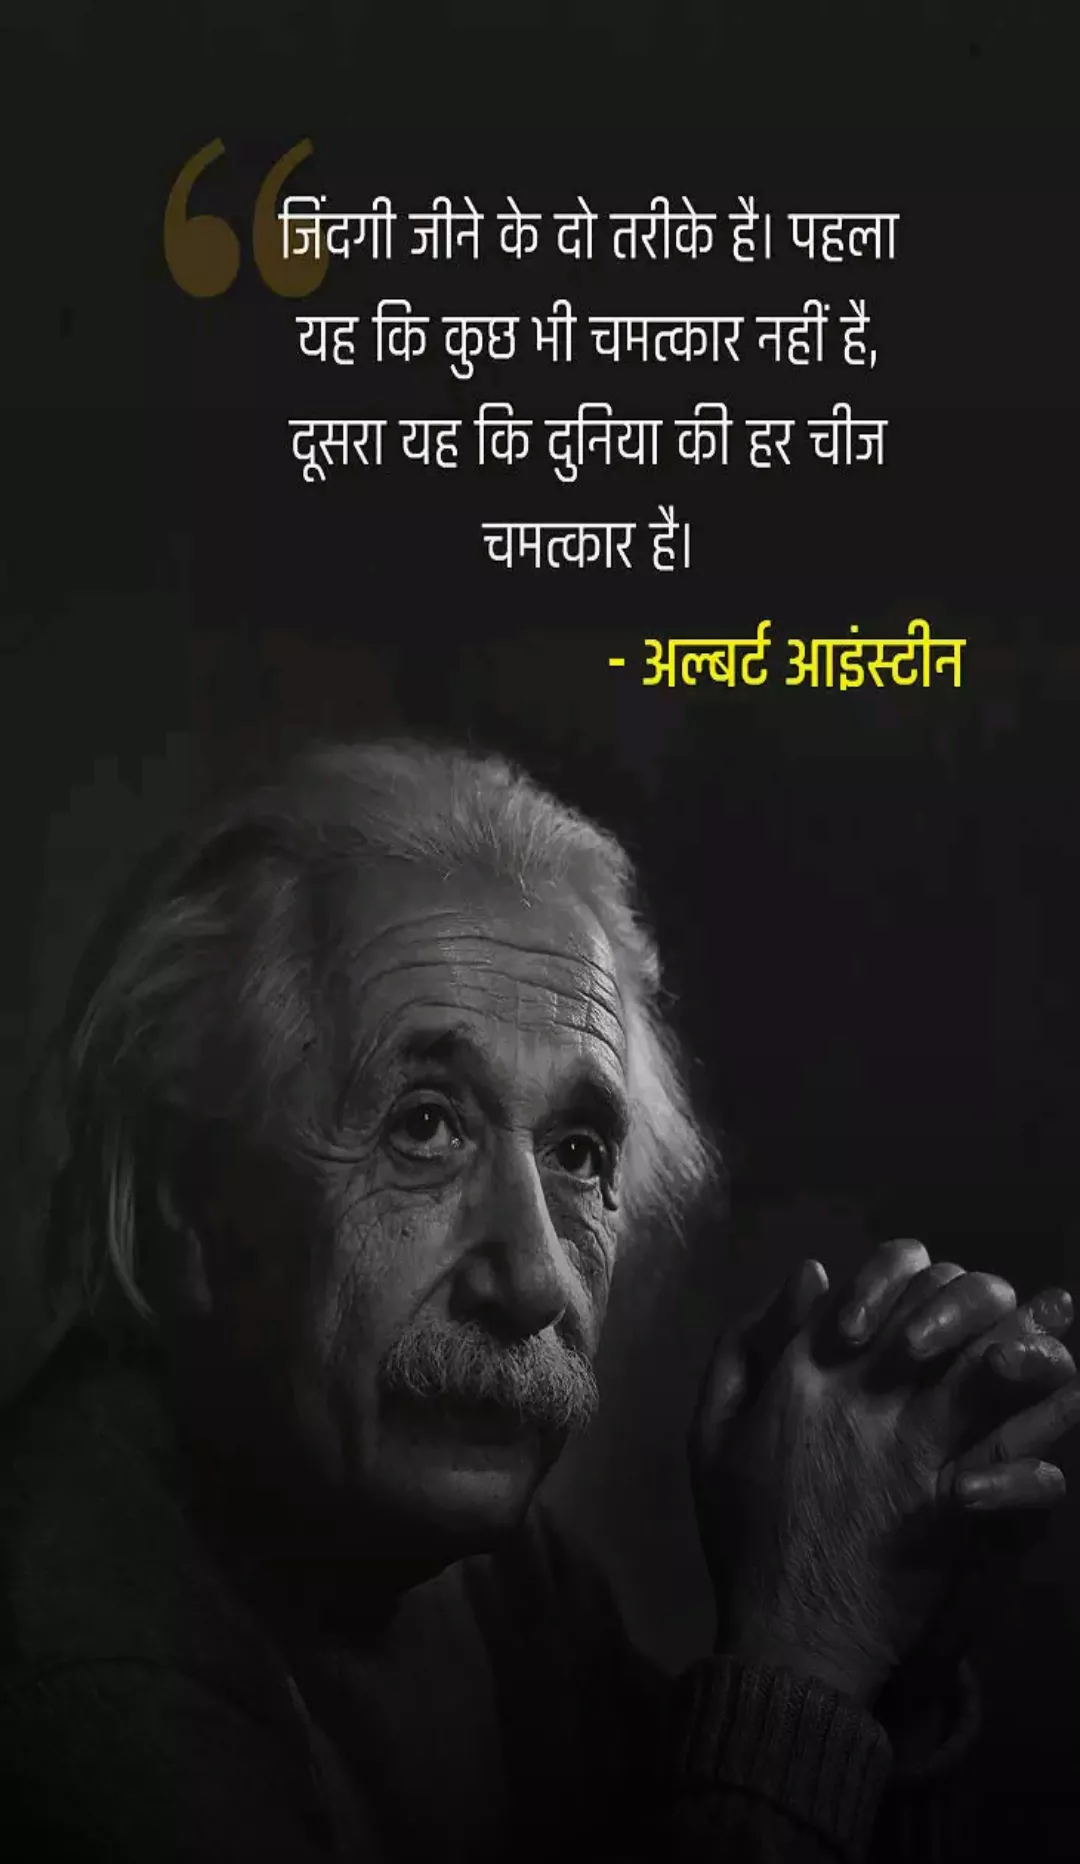 जिंदगी जीने के दो तरीके है। पहला
यह कि कुछ भी चमत्कार नहीं है,
दूसरा यह कि दुनिया की हर चीज
चमत्कार है।
- अल्बर्ट आइंस्टीन